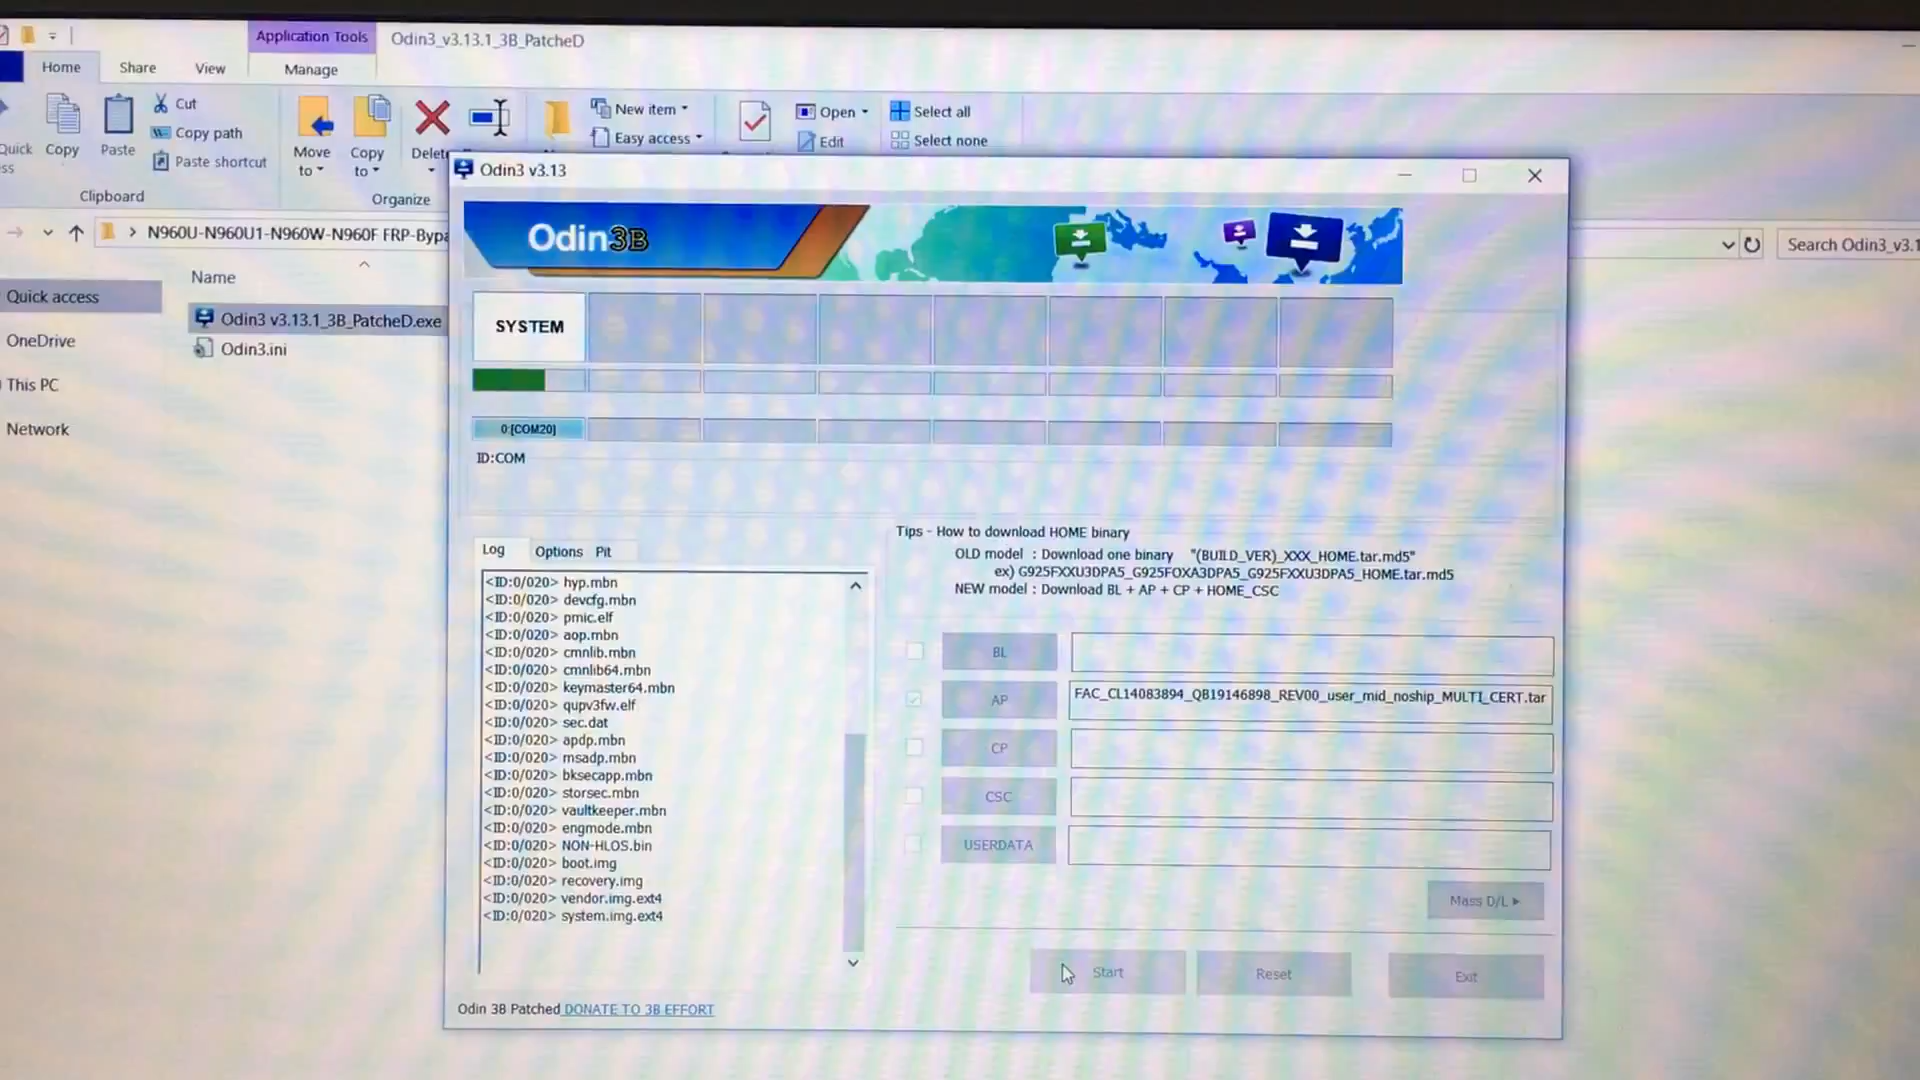 Application Tools
Odin3_v3.13.1_3B_PatcheD
Home
Share
View
Manage
Cut
Copy path
Paste shortcut
Copy
Paste
Clipboard
Move to
Copy to
Organize
New item
Easy access
Open
Edit
Select all
Select none
N960U-N960U1-N960W-N960F FRP-Bypa
Search Odin3_v3.1
Quick access
OneDrive
This PC
Network
Name
Odin3 v3.13.1_3B_PatcheD.exe
Odin3.ini
Odin3 v3.13
Odin3B
SYSTEM
0:[COM20]
ID:COM
Log
Options
Pit
<ID:0/020> hyp.mbn
<ID:0/020> devcfg.mbn
<ID:0/020> pmic.elf
<ID:0/020> aop.mbn
<ID:0/020> cmnlib.mbn
<ID:0/020> cmnlib64.mbn
<ID:0/020> keymaster64.mbn
<ID:0/020> qupv3fw.elf
<ID:0/020> sec.dat
<ID:0/020> apdp.mbn
<ID:0/020> msadp.mbn
<ID:0/020> bksecapp.mbn
<ID:0/020> storsec.mbn
<ID:0/020> vaultkeeper.mbn
<ID:0/020> engmode.mbn
<ID:0/020> NON-HLOS.bin
<ID:0/020> boot.img
<ID:0/020> recovery.img
<ID:0/020> vendor.img.ext4
<ID:0/020> system.img.ext4
Tips - How to download HOME binary
OLD model : Download one binary "(BUILD_VER)_XXX_HOME.tar.md5"
ex) G925FXXU3DPA5_G925FOXA3DPA5_G925FXXU3DPA5_HOME.tar.md5
NEW model : Download BL + AP + CP + HOME_CSC
BL
AP
FAC_CL14083894_QB19146898_REV00_user_mid_noship_MULTI_CERT.tar
CP
CSC
USERDATA
Mass D/L
Start
Reset
Exit
Odin 3B Patched DONATE TO 3B EFFORT